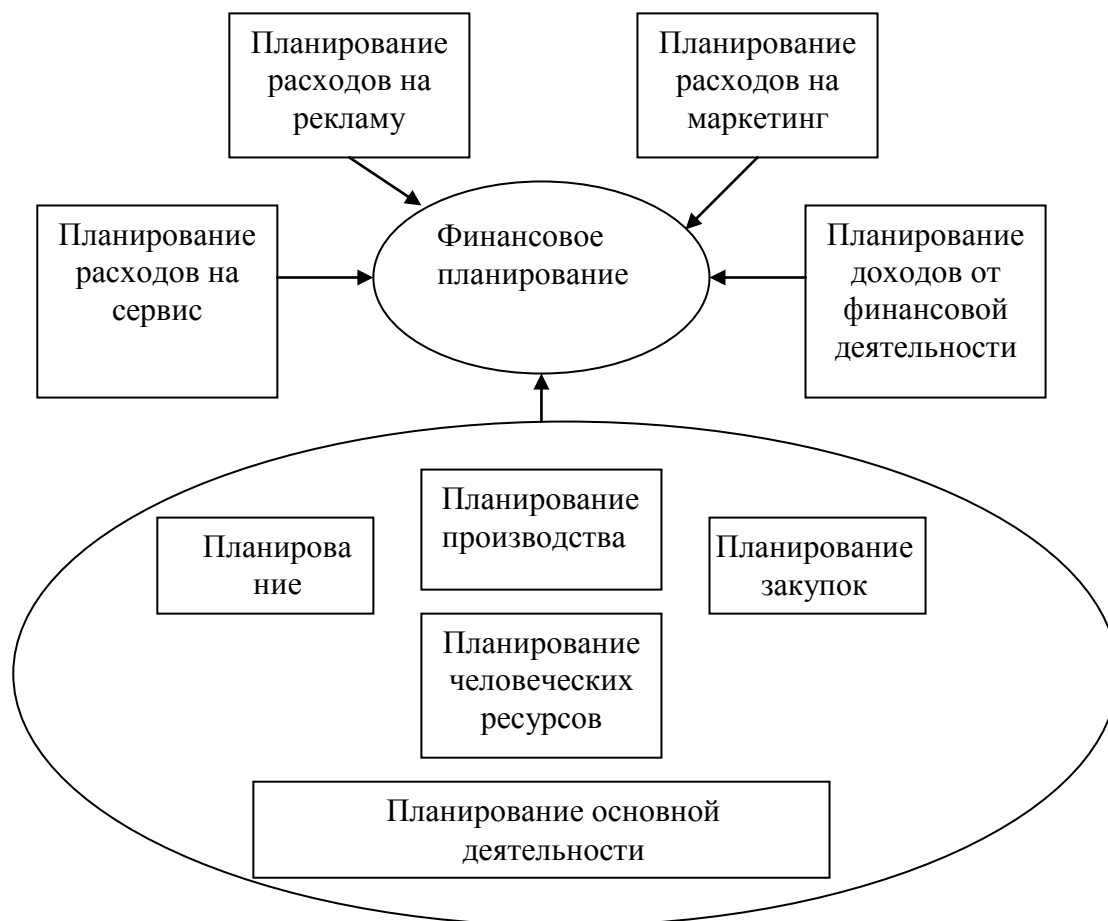 Планирование
расходов на
рекламу
Планирование
расходов на
маркетинг
Планирование
расходов на
сервис
Финансовое
планирование
Планирование
доходов от
финансовой
деятельности
Планирова
ние
Планирование
производства
Планирование
закупок
Планирование
человеческих
ресурсов
Планирование основной
деятельности